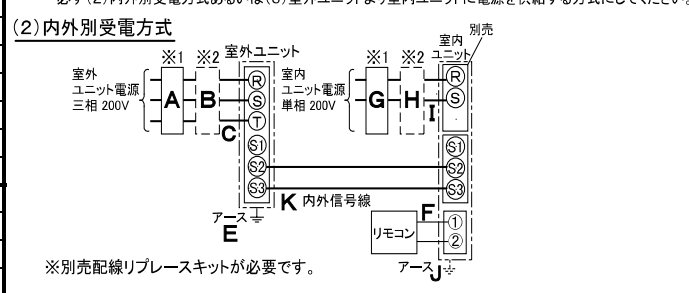 必ず(2)内外別受電方式あるいは(3)室外ユニットより室内ユニットに電源を供給する方式にしてください。
(2)内外別受電方式
※1 ※2 室外ユニット
室外
ユニット電源
三相 200V
A B C
R
S
T
S1
S2
S3
アース
E
※1 ※2
室内
ユニット電源
単相 200V
G H I
室内
ユニット
別売
R
S
S1
S2
S3
K 内外信号線
リモコン
F
①
②
アース J
※別売配線リプレースキットが必要です。